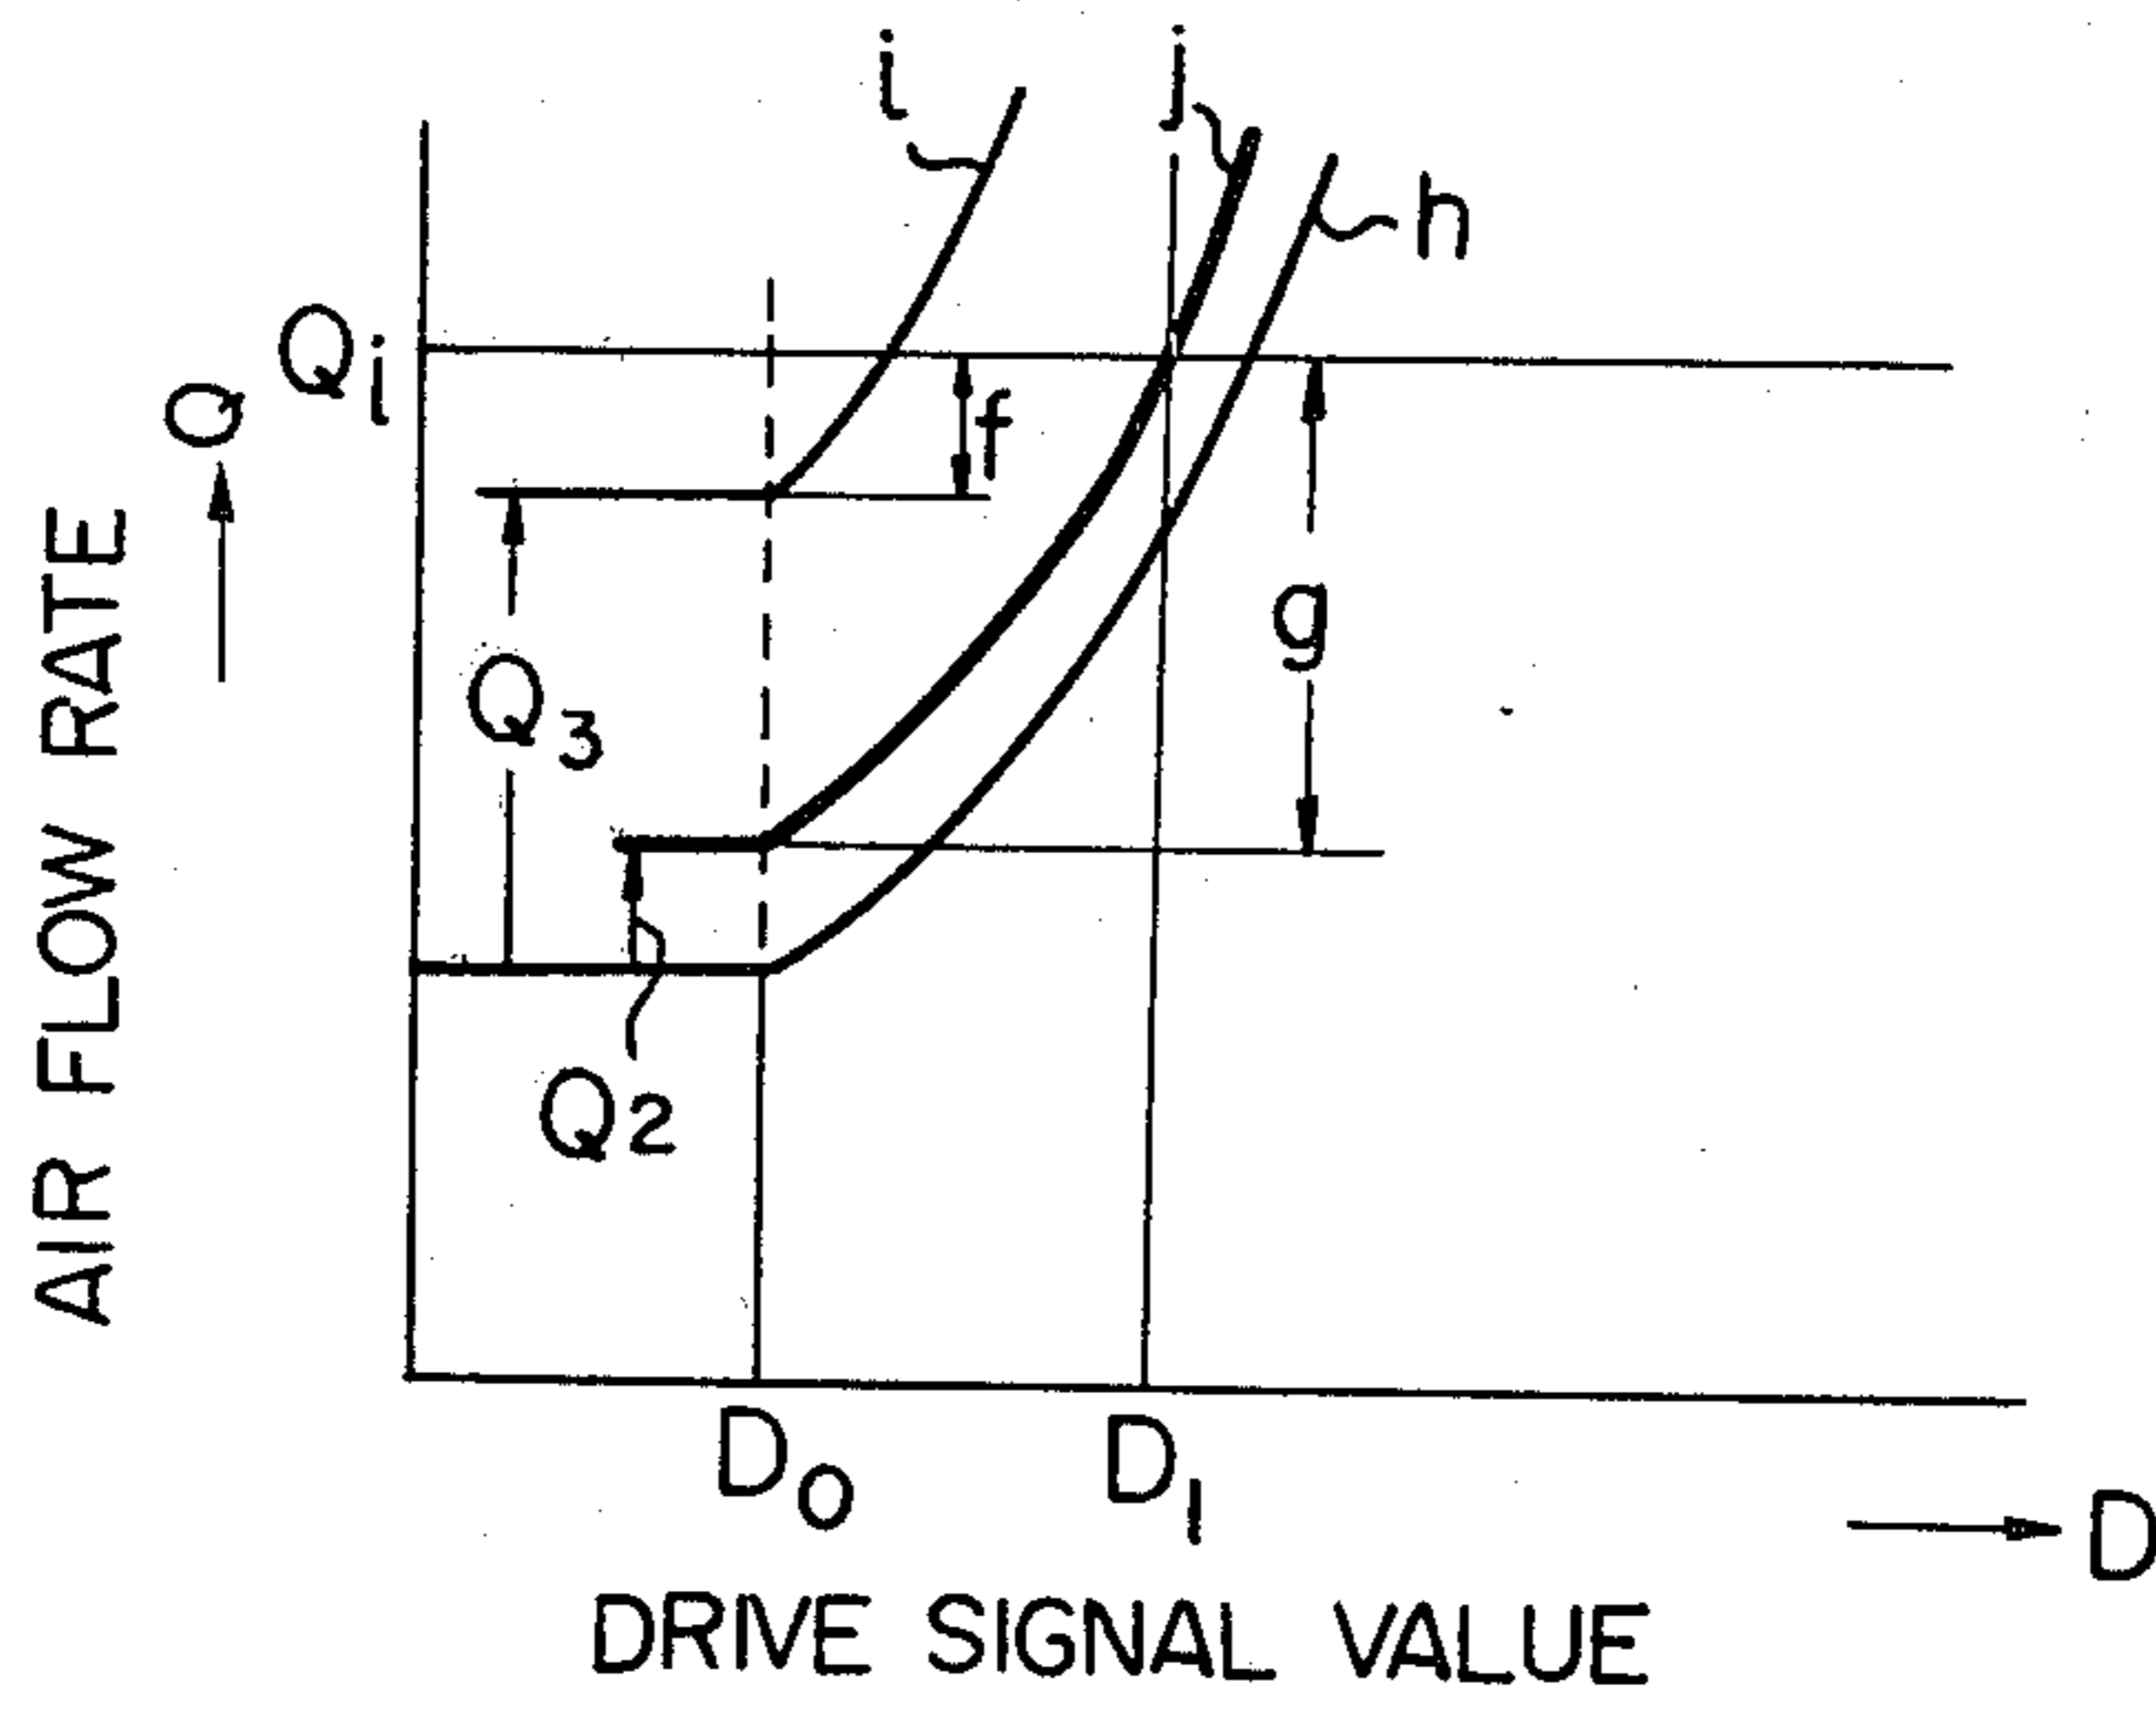 i
j
h
Qi
Q
f
g
Q3
Q2
AIR FLOW RATE
D0
D1
D
DRIVE SIGNAL VALUE